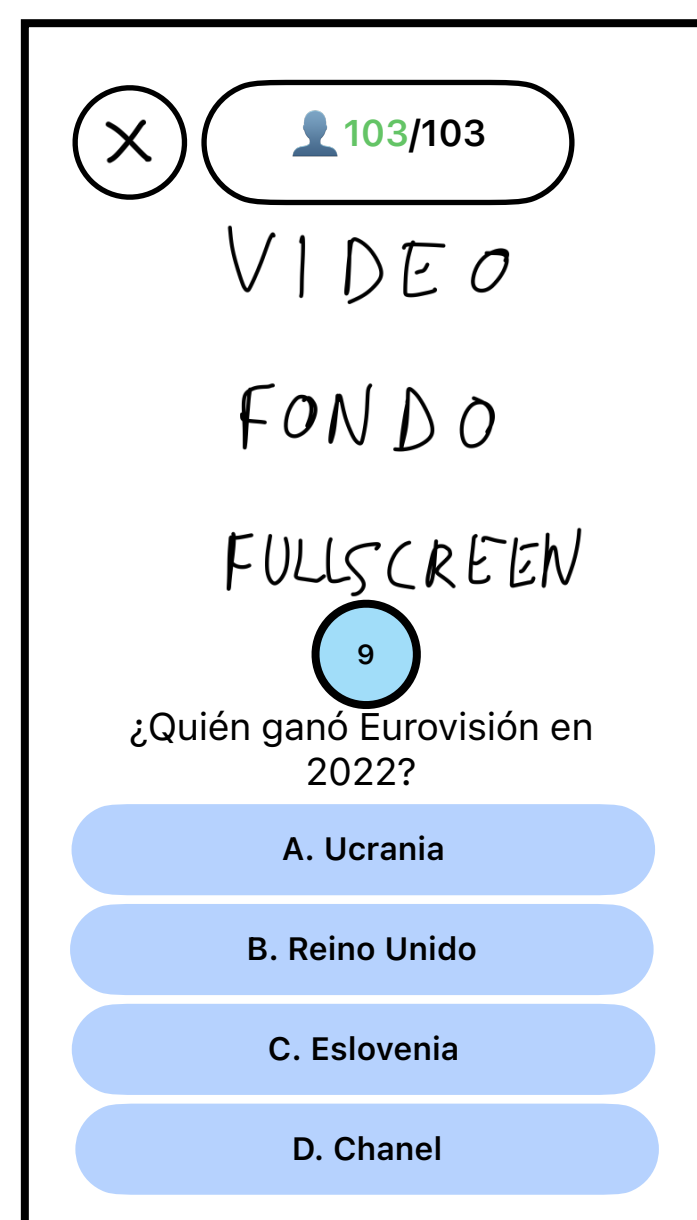 X
103/103
VIDEO
FONDO
FULLSCREEN
9
¿Quién ganó Eurovisión en
2022?
A. Ucrania
B. Reino Unido
C. Eslovenia
D. Chanel